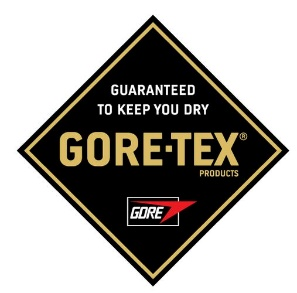 GUARANTEED
TO KEEP YOU DRY
GORE-TEX®
PRODUCTS
GORE